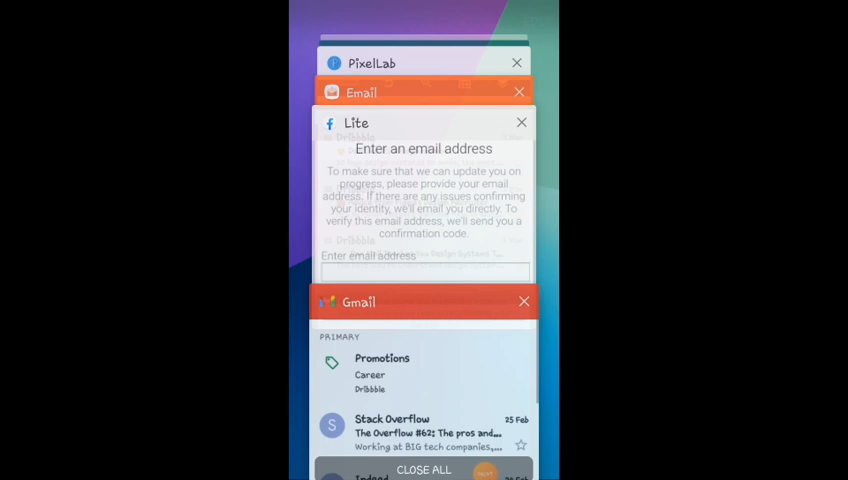 PixelLab
Email
Lite
Enter an email address
To make sure that we can update you on
progress, please provide your email
address. If there are any issues confirming
your identity, we'll email you directly. To
verify this email address, we'll send you a
confirmation code.
Enter email address
Gmail
PRIMARY
Promotions
Career
Dribbble
Stack Overflow 25 Feb
The Overflow #62: The pros and...
Working at BIG tech companies,...
Indeed
CLOSE ALL